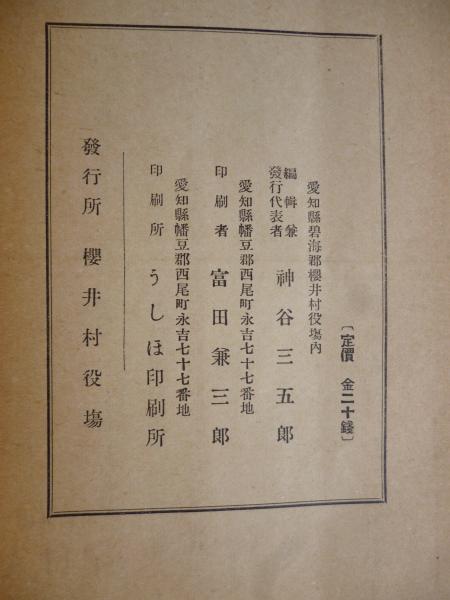 〔定價 金二十錢〕
愛知縣碧海郡櫻井村役塲內
編輯兼
發行代表者 神谷三五郎
愛知縣幡豆郡西尾町永吉七十七番地
印刷者 富田兼三郎
愛知縣幡豆郡西尾町永吉七十七番地
印刷所 うしほ印刷所
發行所 櫻井村役塲